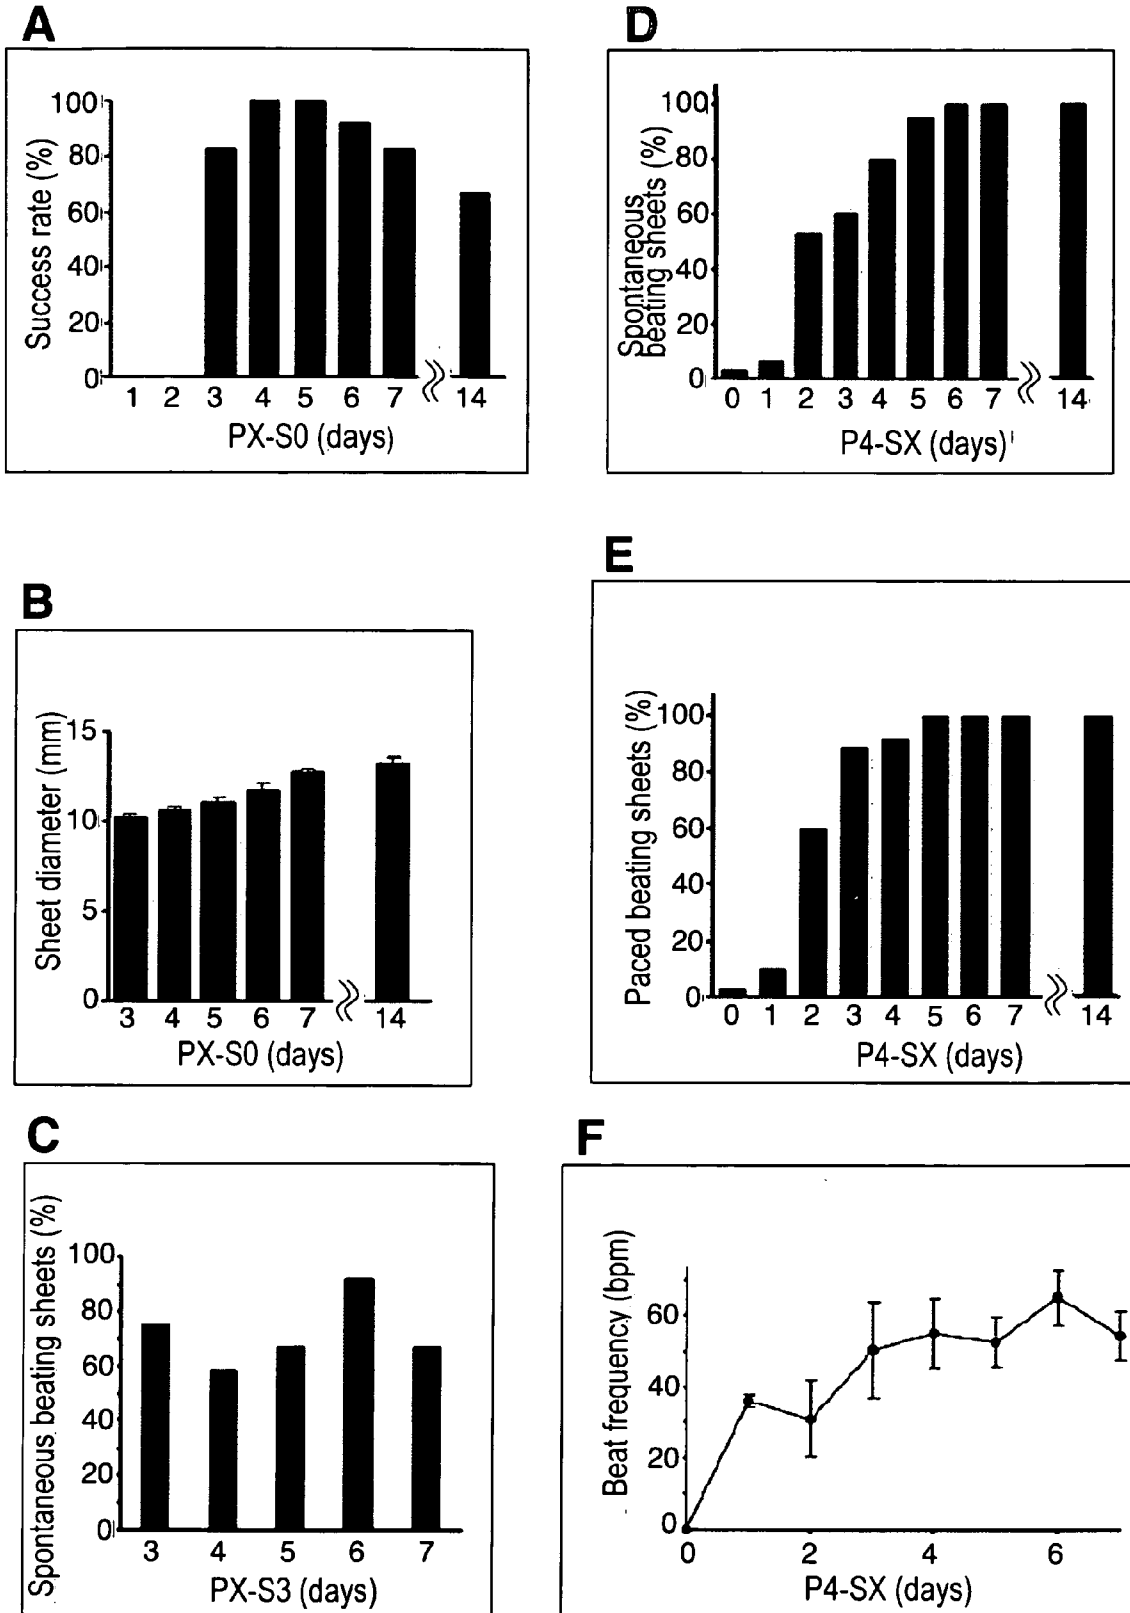 A
Success rate (%)
100
80
60
40
20
0
1 2 3 4 5 6 7 14
PX-S0 (days)
D
Spontaneous
beating sheets (%)
100
80
60
40
20
0
0 1 2 3 4 5 6 7 14
P4-SX (days)
B
Sheet diameter (mm)
15
10
5
0
3 4 5 6 7 14
PX-S0 (days)
E
Paced beating sheets (%)
100
80
60
40
20
0
0 1 2 3 4 5 6 7 14
P4-SX (days)
C
Spontaneous beating sheets (%)
100
80
60
40
20
0
3 4 5 6 7
PX-S3 (days)
F
Beat frequency (bpm)
60
40
20
0
0 2 4 6
P4-SX (days)